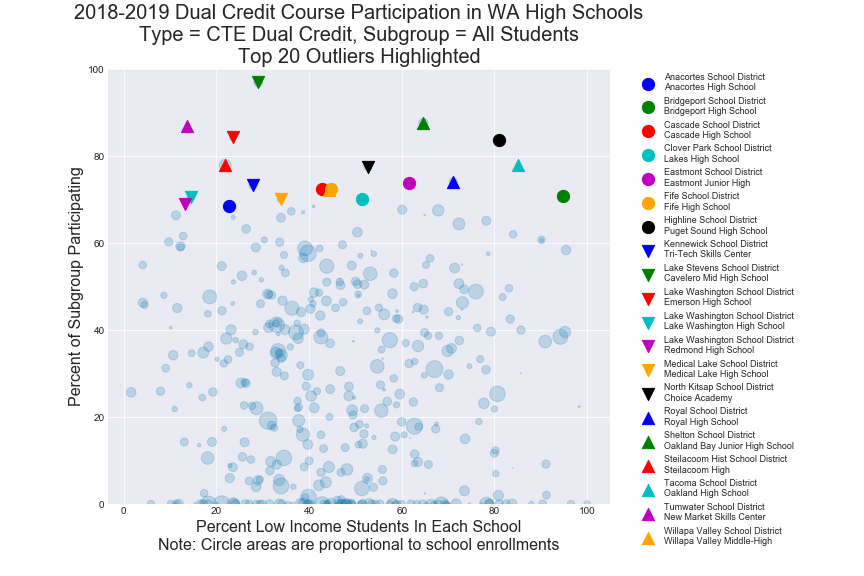 2018-2019 Dual Credit Course Participation in WA High Schools
Type = CTE Dual Credit, Subgroup = All Students
Top 20 Outliers Highlighted
100
80
60
40
20
0
Percent of Subgroup Participating
0 20 40 60 80 100
Percent Low Income Students In Each School
Note: Circle areas are proportional to school enrollments
Anacortes School District
Anacortes High School
Bridgeport School District
Bridgeport High School
Cascade School District
Cascade High School
Clover Park School District
Lakes High School
Eastmont School District
Eastmont Junior High
Fife School District
Fife High School
Highline School District
Puget Sound High School
Kennewick School District
Tri-Tech Skills Center
Lake Stevens School District
Cavelero Mid High School
Lake Washington School District
Emerson High School
Lake Washington School District
Lake Washington High School
Lake Washington School District
Redmond High School
Medical Lake School District
Medical Lake High School
North Kitsap School District
Choice Academy
Royal School District
Royal High School
Shelton School District
Oakland Bay Junior High School
Steilacoom Hist School District
Steilacoom High
Tacoma School District
Oakland High School
Tumwater School District
New Market Skills Center
Willapa Valley School District
Willapa Valley Middle-High